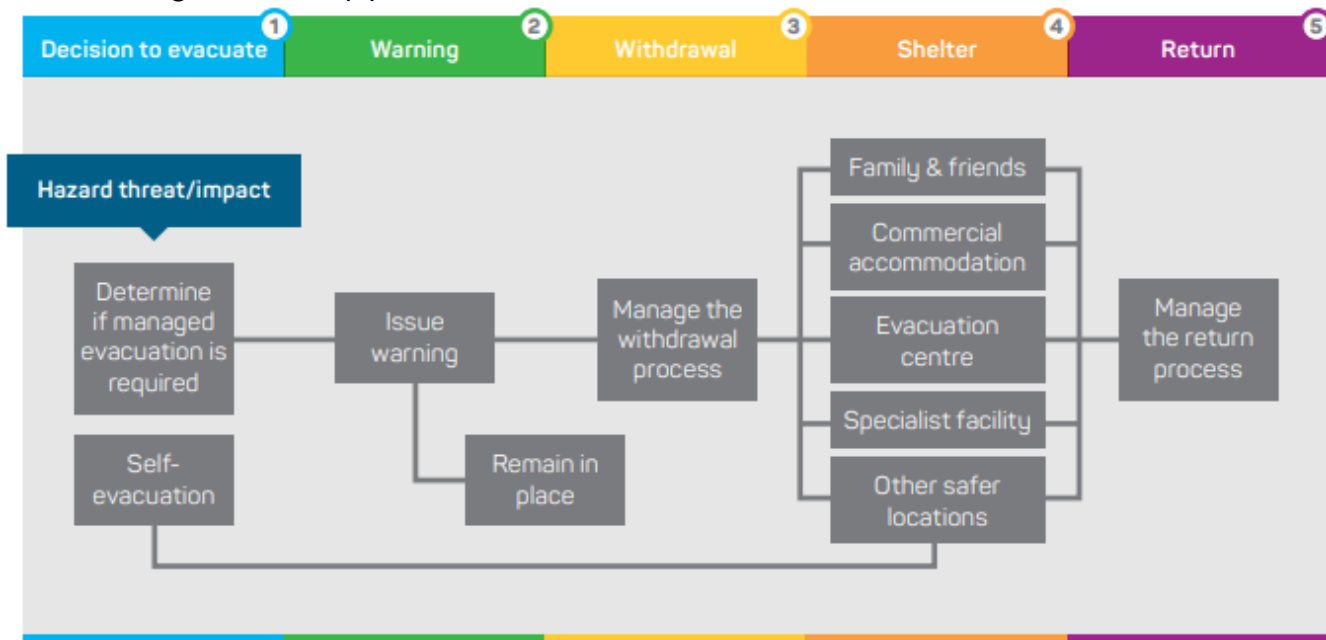 Decision to evacuate 1
Warning 2
Withdrawal 3
Shelter 4
Return 5
Hazard threat/impact
Determine
if managed
evacuation is
required
Self-
evacuation
Issue
warning
Remain in
place
Manage the
withdrawal
process
Family & friends
Commercial
accommodation
Evacuation
centre
Specialist facility
Other safer
locations
Manage
the return
process